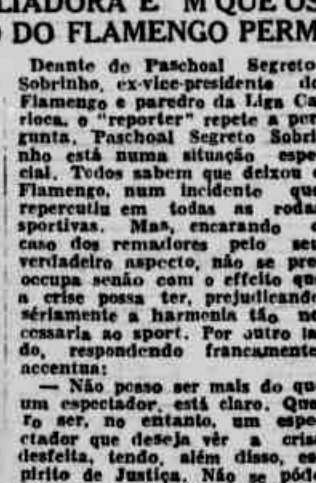 LIADORA E M QUE OS
DO FLAMENGO PERM
Deante de Paschoal Segreto
Sobrinho, ex-vice-presidente do
Flamengo e paredro da Liga Ca
rioca, o "reporter" repete a per
gunta. Paschoal Segreto Sobri
nho está numa situação espe
cial. Todos sabem que deixou o
Flamengo, num incidente que
repercutiu em todas as rodas
sportivas. Mas, encarando o
caso dos remadores pelo seu
verdadeiro aspecto, não se pre
occupa senão com o effeito que
a crise possa ter, prejudicando
sériamente a harmonia tão ne
cessaria ao sport. Por outro la
do, respondendo francamente
accentua:
— Não posso ser mais do que
um espectador, está claro. Que
ro ser, no entanto, um espe
ctador que deseja vêr a crise
desfeita, tendo, além disso, es
pirito de Justiça. Não se póde